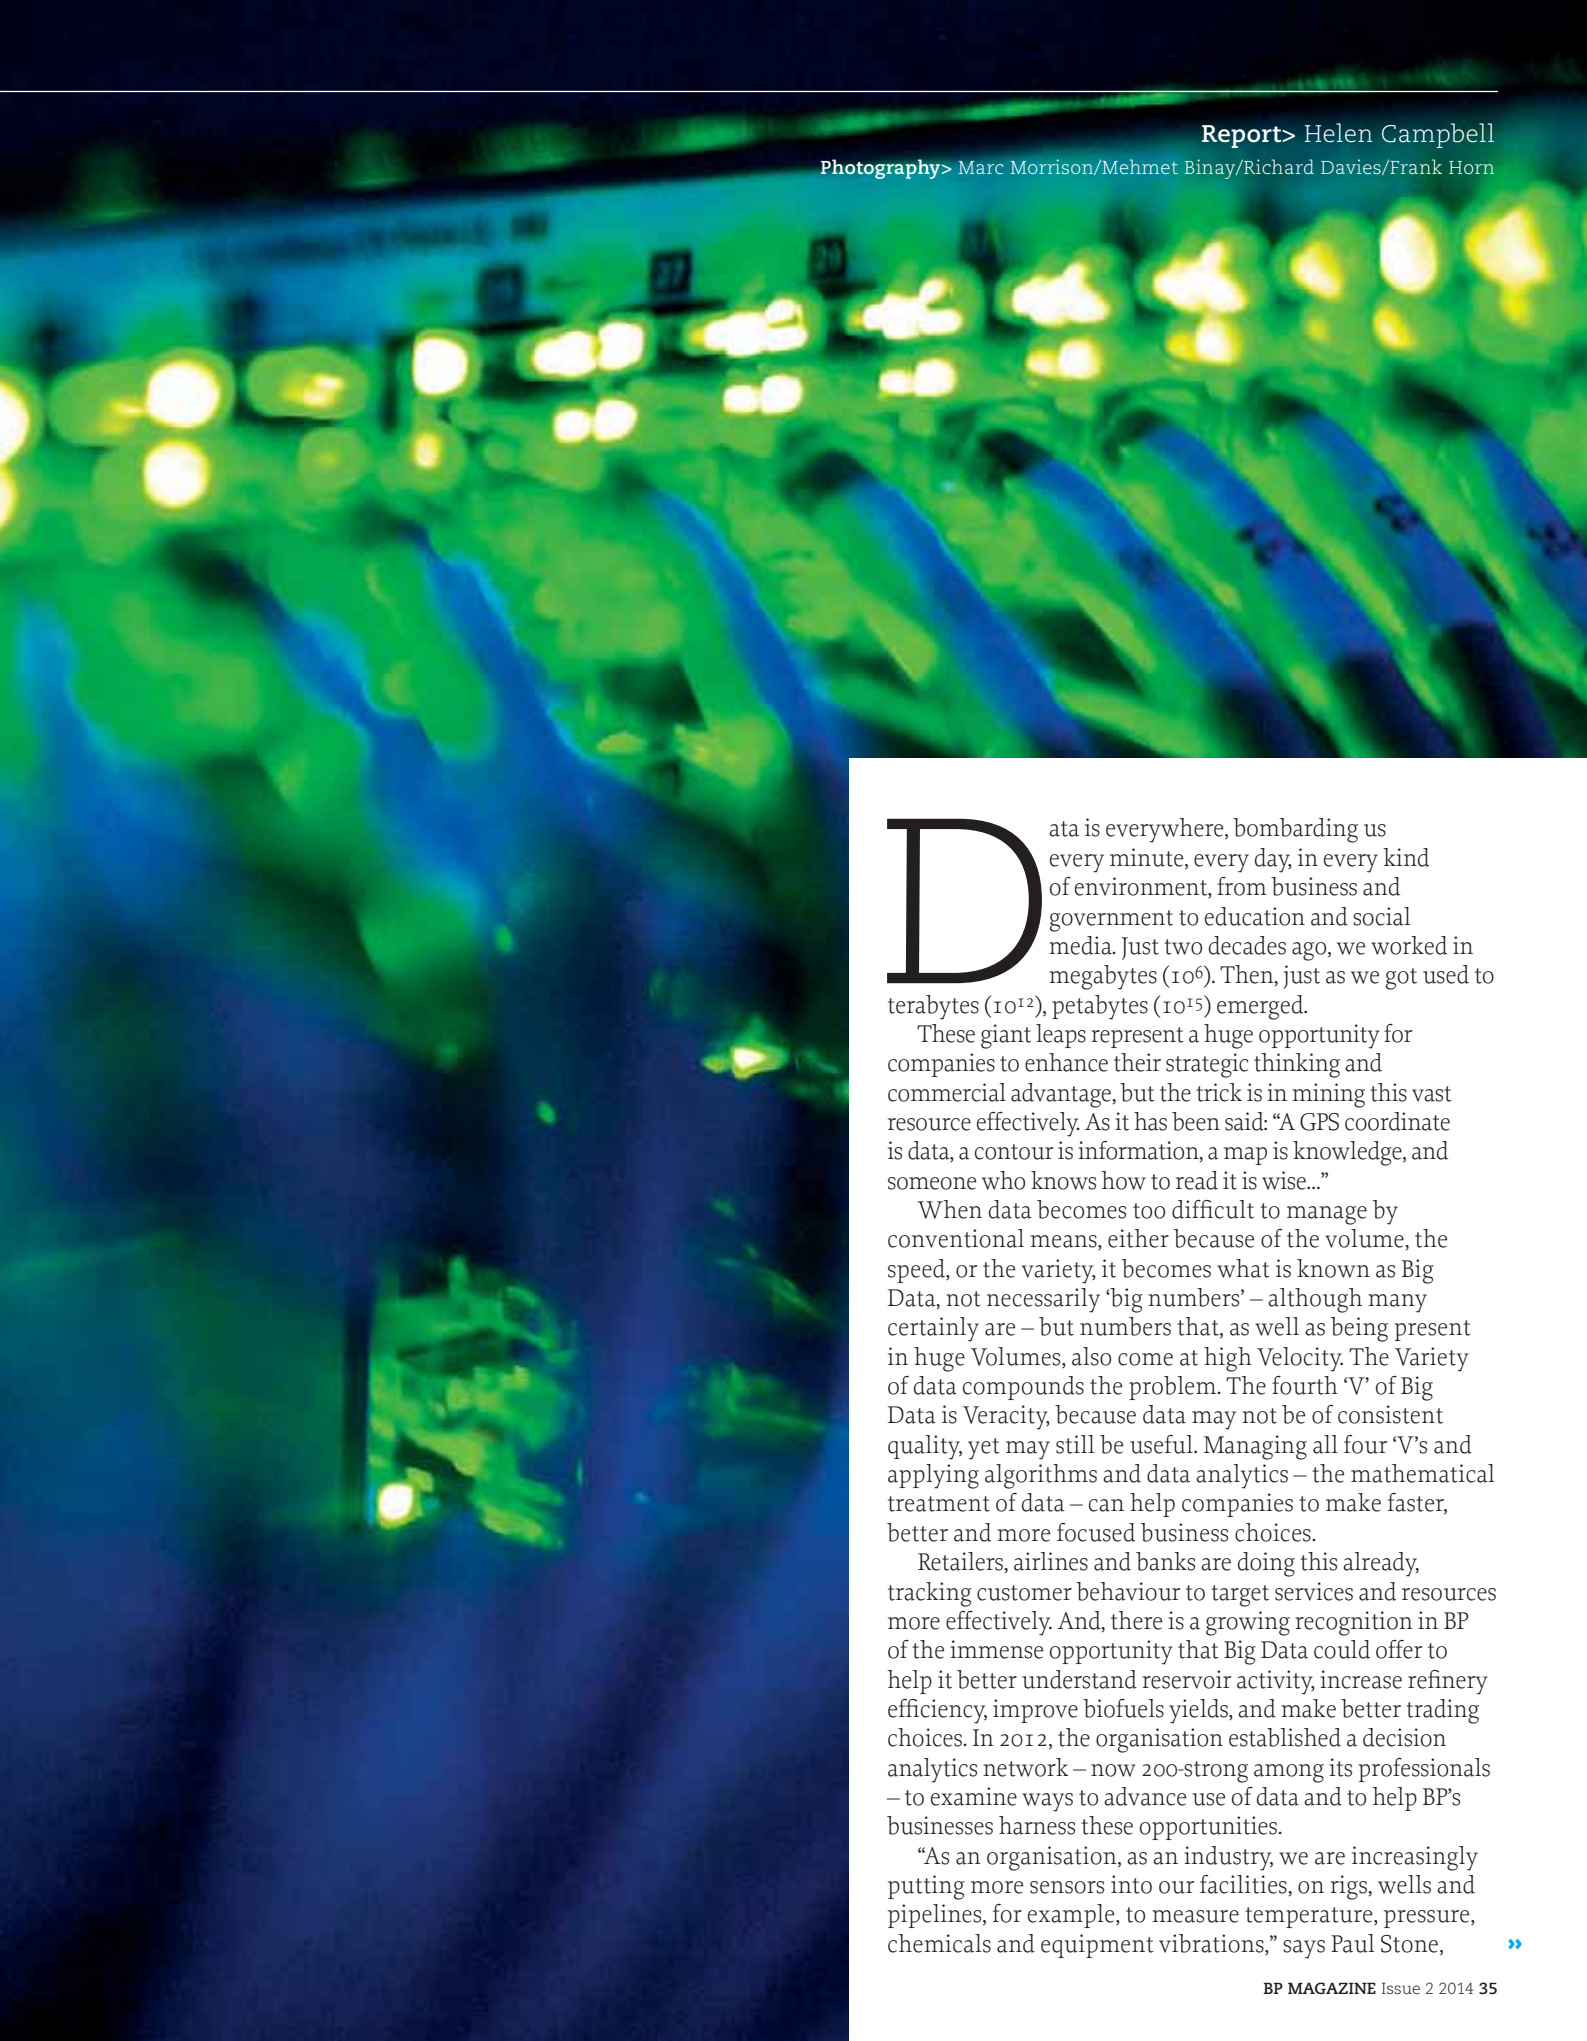 Report> Helen Campbell
Photography> Marc Morrison/Mehmet Binay/Richard Davies/Frank Horn
27
29
Data is everywhere, bombarding us
every minute, every day, in every kind
of environment, from business and
government to education and social
media. Just two decades ago, we worked in
megabytes (10⁶). Then, just as we got used to
terabytes (10¹²), petabytes (10¹⁵) emerged.
These giant leaps represent a huge opportunity for
companies to enhance their strategic thinking and
commercial advantage, but the trick is in mining this vast
resource effectively. As it has been said: “A GPS coordinate
is data, a contour is information, a map is knowledge, and
someone who knows how to read it is wise...”
When data becomes too difficult to manage by
conventional means, either because of the volume, the
speed, or the variety, it becomes what is known as Big
Data, not necessarily ‘big numbers’ – although many
certainly are – but numbers that, as well as being present
in huge Volumes, also come at high Velocity. The Variety
of data compounds the problem. The fourth ‘V’ of Big
Data is Veracity, because data may not be of consistent
quality, yet may still be useful. Managing all four ‘V’s and
applying algorithms and data analytics – the mathematical
treatment of data – can help companies to make faster,
better and more focused business choices.
Retailers, airlines and banks are doing this already,
tracking customer behaviour to target services and resources
more effectively. And, there is a growing recognition in BP
of the immense opportunity that Big Data could offer to
help it better understand reservoir activity, increase refinery
efficiency, improve biofuels yields, and make better trading
choices. In 2012, the organisation established a decision
analytics network – now 200-strong among its professionals
– to examine ways to advance use of data and to help BP’s
businesses harness these opportunities.
“As an organisation, as an industry, we are increasingly
putting more sensors into our facilities, on rigs, wells and
pipelines, for example, to measure temperature, pressure,
chemicals and equipment vibrations,” says Paul Stone, »
BP MAGAZINE Issue 2 2014 35